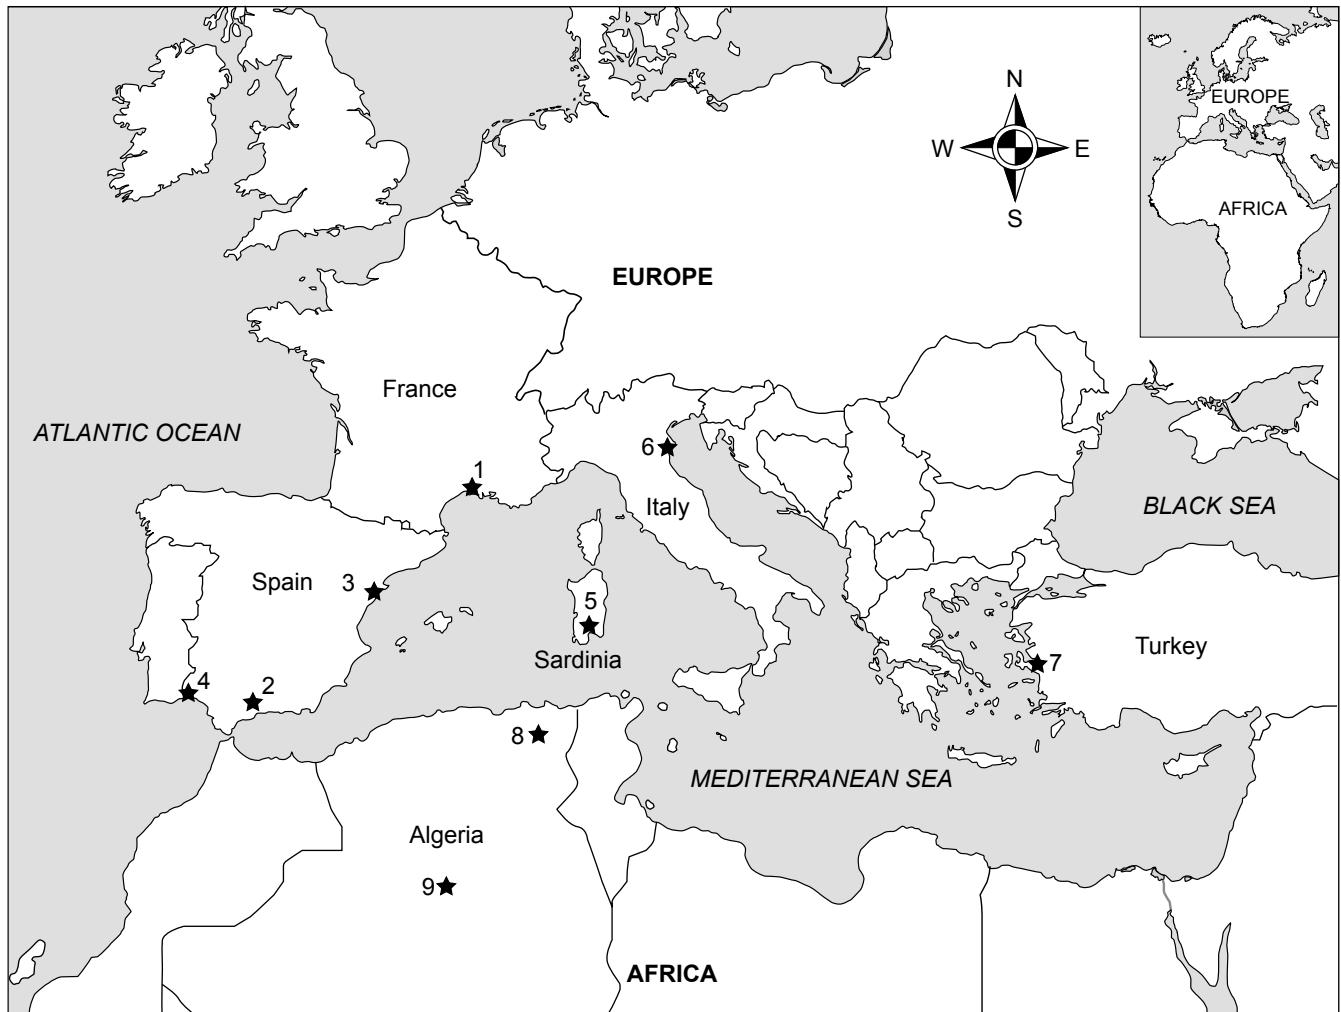 N
W
E
S
EUROPE
AFRICA
EUROPE
France
ATLANTIC OCEAN
6
1
Italy
BLACK SEA
Spain
3
5
Sardinia
Turkey
7
4
2
8
MEDITERRANEAN SEA
Algeria
9
AFRICA